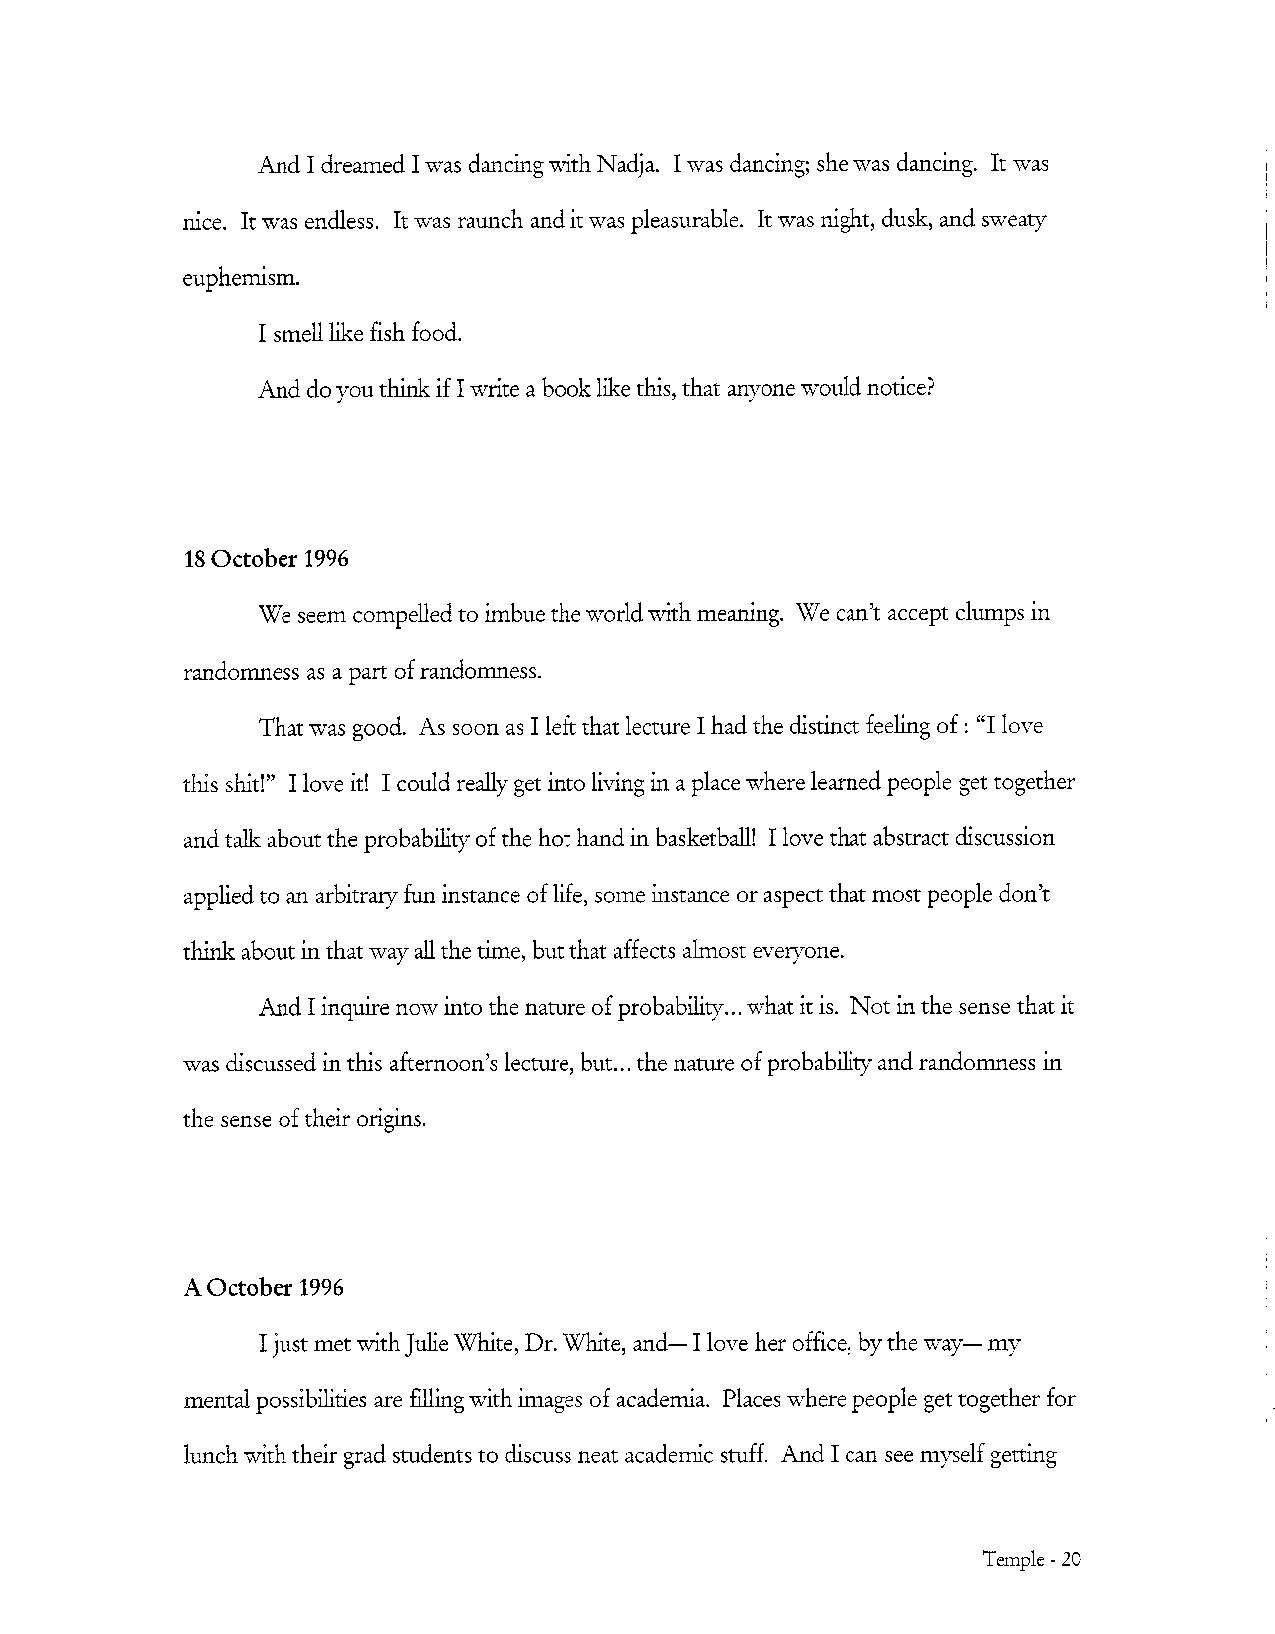 And I dreamed I was dancing with Nadja. I was dancing; she was dancing. It was
nice. It was endless. It was raunch and it was pleasurable. It was night, dusk, and sweaty
euphemism.
I smell like fish food.
And do you think if I write a book like this, that anyone would notice?
18 October 1996
We seem compelled to imbue the world with meaning. We can't accept clumps in
randomness as a part of randomness.
That was good. As soon as I left that lecture I had the distinct feeling of : “I love
this shit!” I love it! I could really get into living in a place where learned people get together
and talk about the probability of the hot hand in basketball! I love that abstract discussion
applied to an arbitrary fun instance of life, some instance or aspect that most people don't
think about in that way all the time, but that affects almost everyone.
And I inquire now into the nature of probability... what it is. Not in the sense that it
was discussed in this afternoon's lecture, but... the nature of probability and randomness in
the sense of their origins.
A October 1996
I just met with Julie White, Dr. White, and— I love her office, by the way— my
mental possibilities are filling with images of academia. Places where people get together for
lunch with their grad students to discuss neat academic stuff. And I can see myself getting
Temple - 20